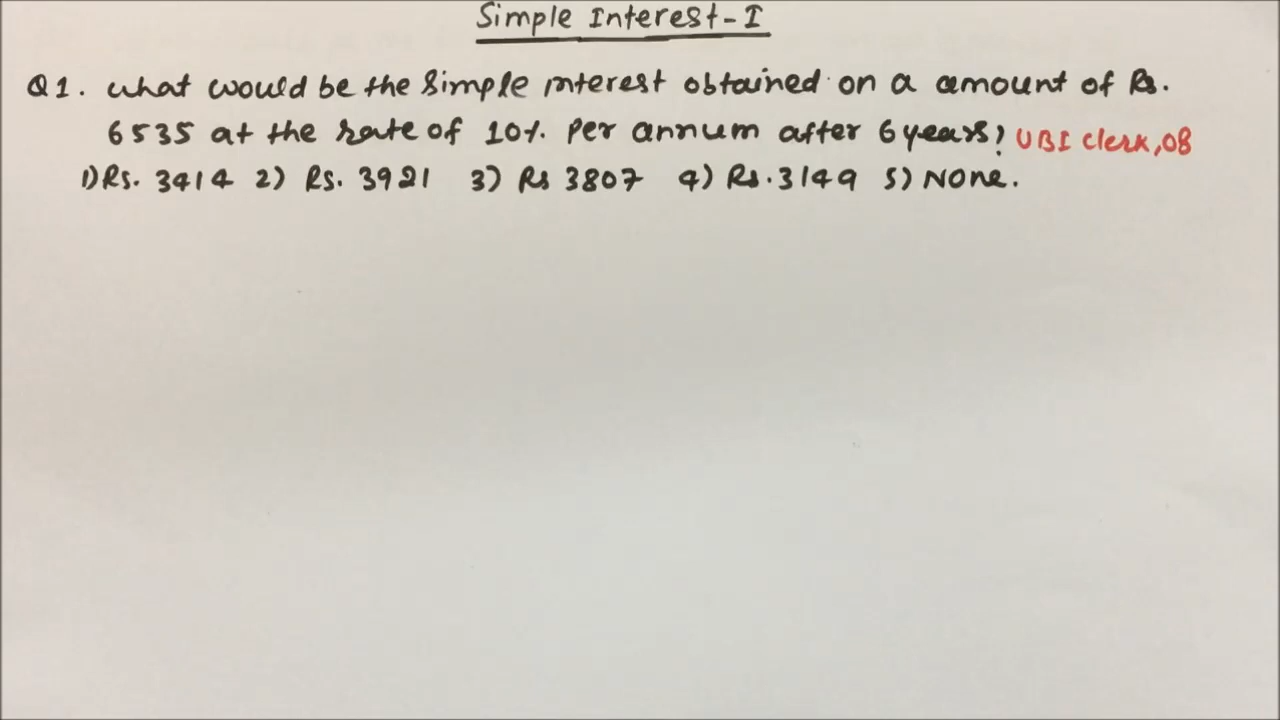 Simple Interest-I
Q1. what would be the Simple interest obtained on a amount of Rs.
6535 at the rate of 10%. Per annum after 6 years? UBI clerk,08
1) Rs. 3414 2) Rs. 3921 3) Rs 3807 4) Rs. 3149 5) None.